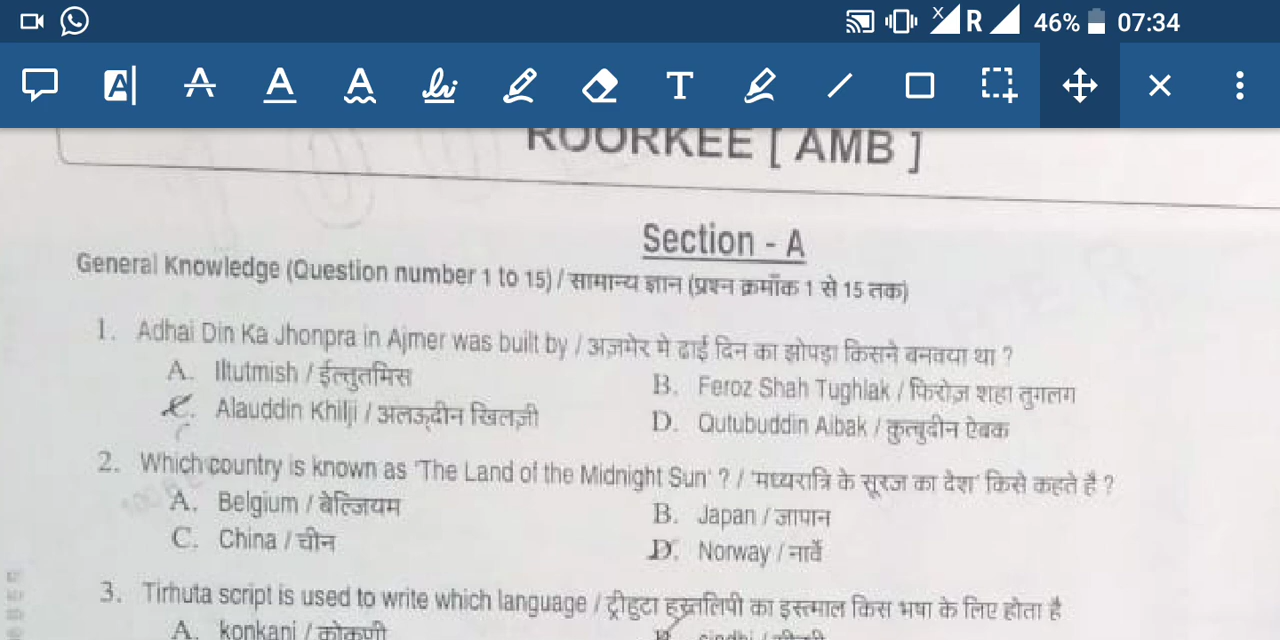 46% 07:34
ROORKEE [ AMB ]
Section - A
General Knowledge (Question number 1 to 15) / सामान्य ज्ञान (प्रश्न क्रमाँक 1 से 15 तक)
1. Adhai Din Ka Jhonpra in Ajmer was built by / अज़मेर मे ढाई दिन का झोपड़ा किसने बनवया था ?
A. Iltutmish / ईल्तुतमिस B. Feroz Shah Tughlak / फिरोज़ शहा तुगलग
C. Alauddin Khilji / अलऊदीन खिलज़ी D. Qutubuddin Aibak / कुत्बुदीन ऐबक
2. Which country is known as 'The Land of the Midnight Sun' ? / 'मध्यरात्रि के सूरज का देश' किसे कहते है ?
A. Belgium / बेल्जियम B. Japan / जापान
C. China / चीन D. Norway / नार्वे
3. Tirhuta script is used to write which language / ट्रीहुटा हस्तलिपी का इस्त्माल किस भषा के लिए होता है
A. konkani / कोकणी B. sindhi /